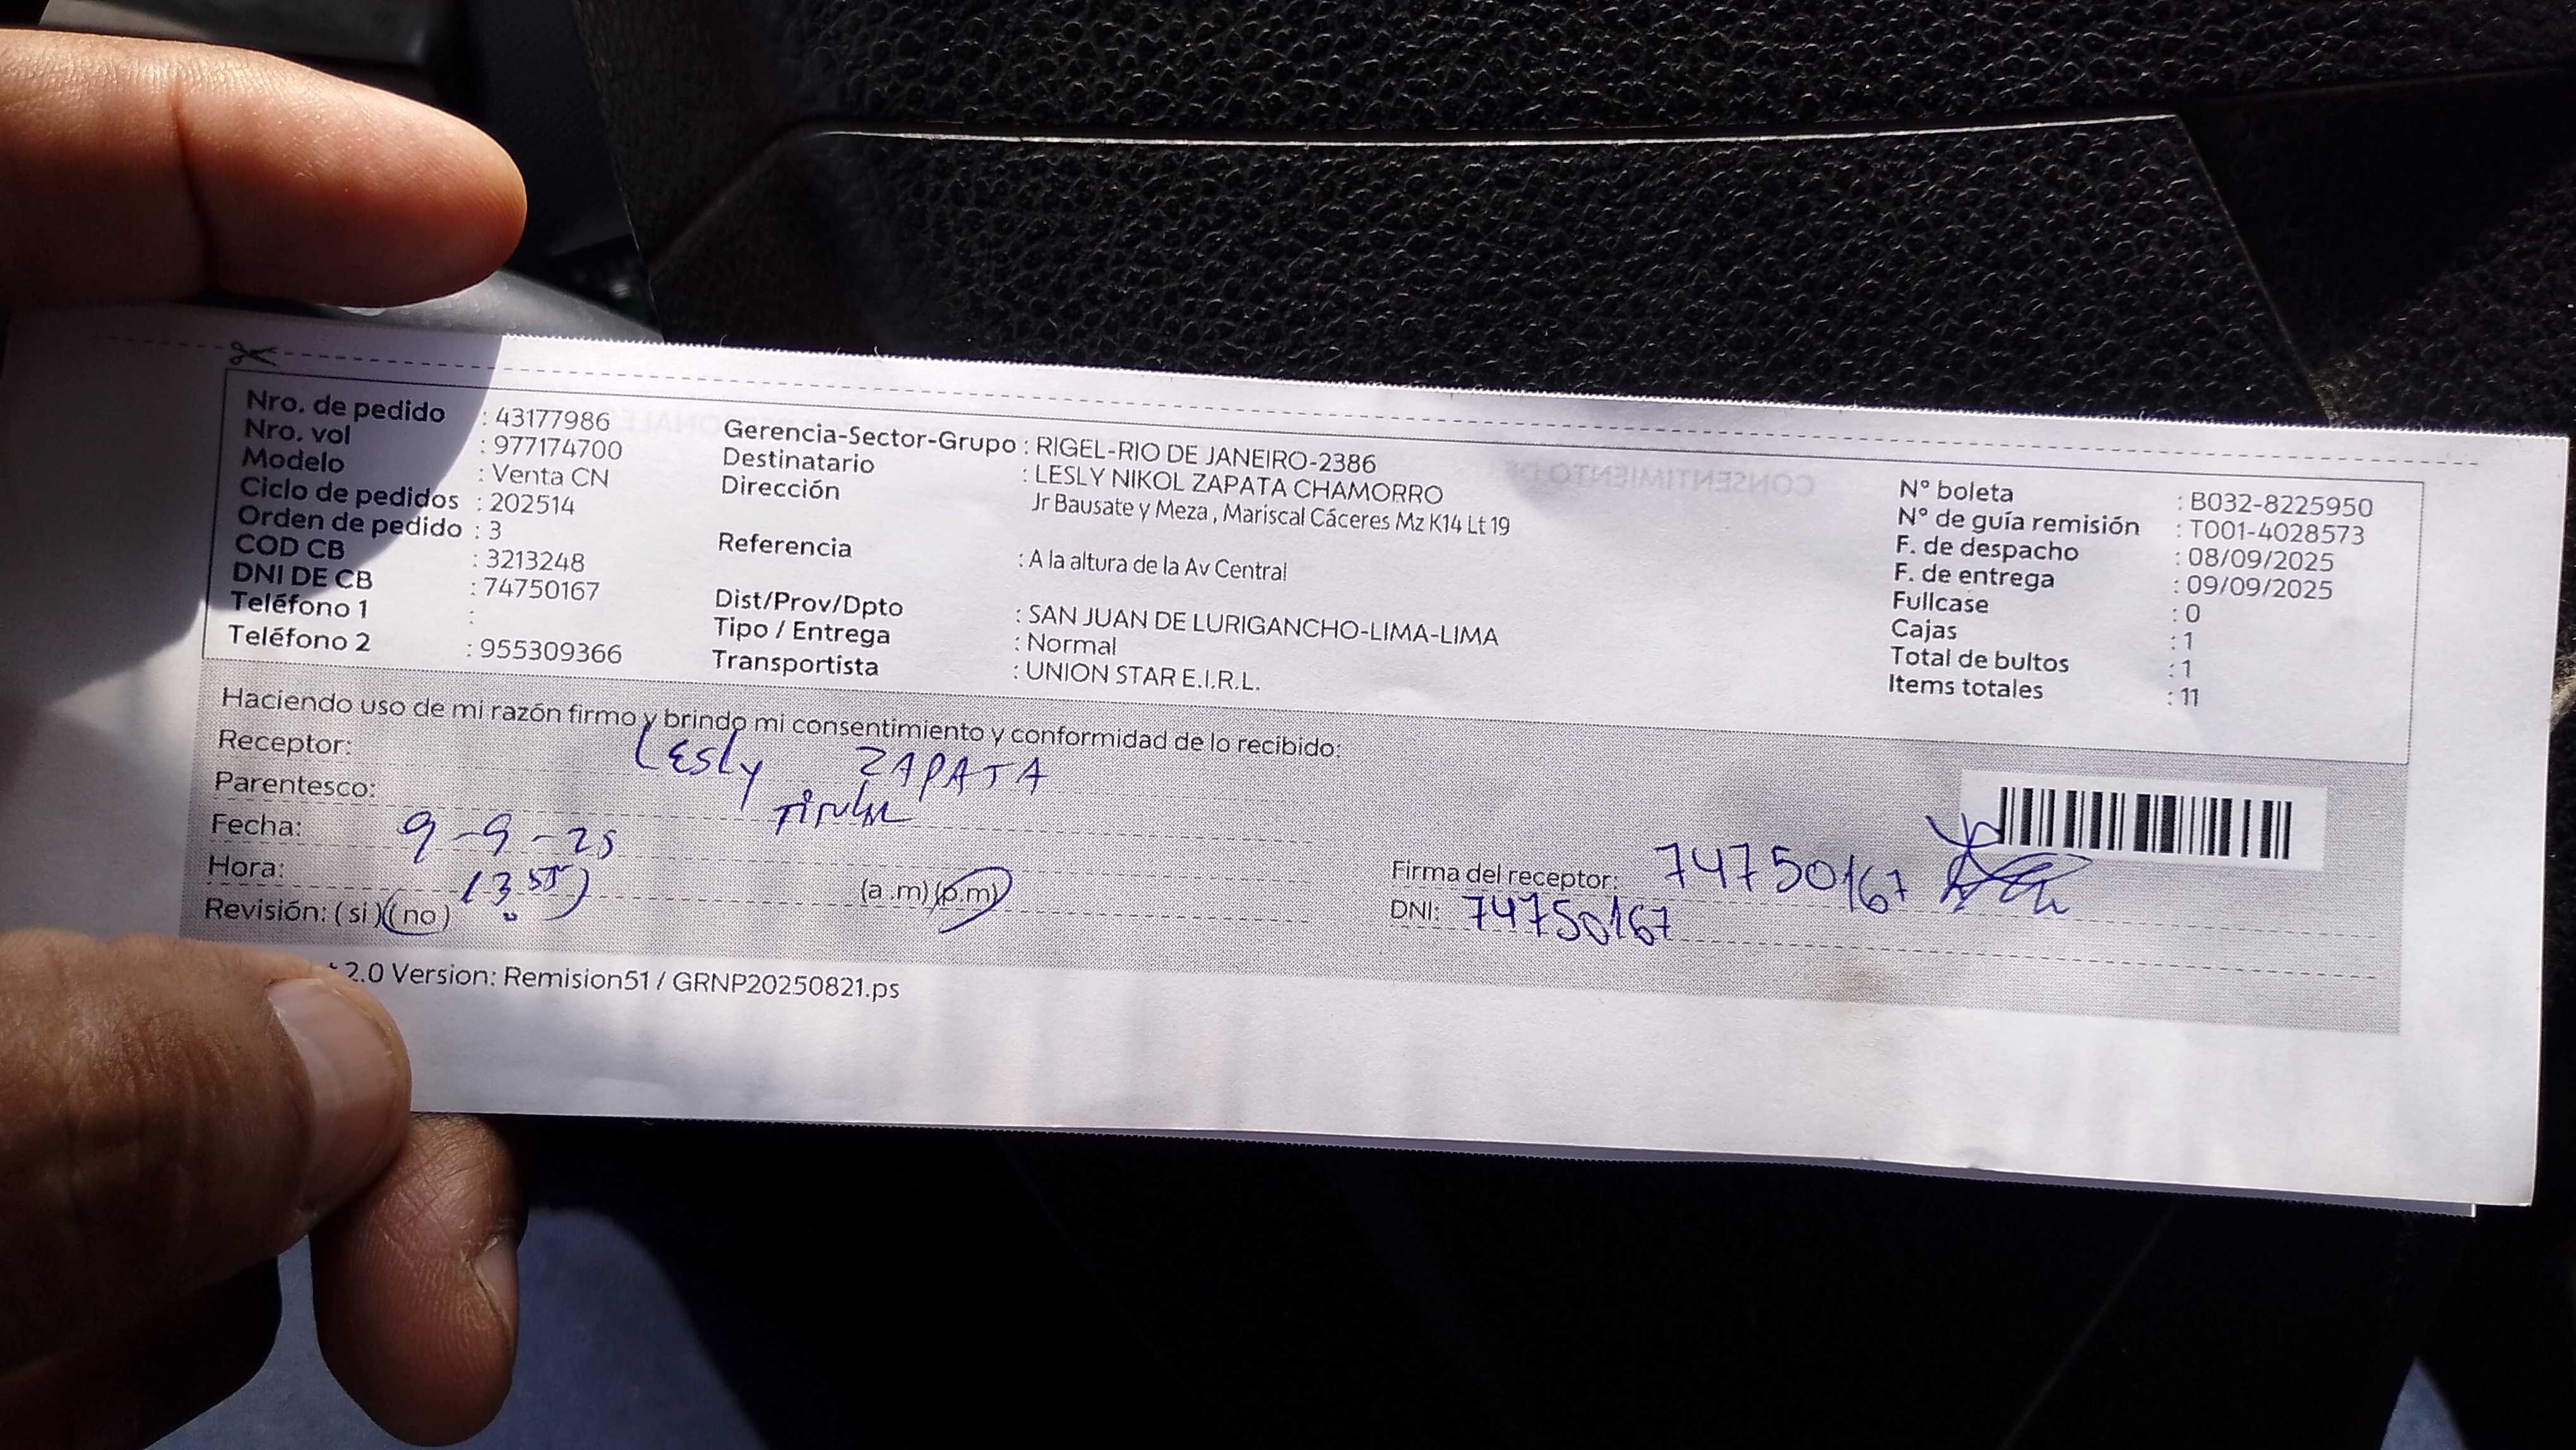 Nro. de pedido : 43177986
Nro. vol : 977174700
Modelo : Venta CN
Ciclo de pedidos : 202514
Orden de pedido : 3
COD CB : 3213248
DNI DE CB : 74750167
Teléfono 1 :
Teléfono 2 : 955309366
Gerencia-Sector-Grupo : RIGEL-RIO DE JANEIRO-2386
Destinatario : LESLY NIKOL ZAPATA CHAMORRO
Dirección Jr Bausate y Meza , Mariscal Cáceres Mz K14 Lt 19
Referencia : A la altura de la Av Central
Dist/Prov/Dpto : SAN JUAN DE LURIGANCHO-LIMA-LIMA
Tipo / Entrega : Normal
Transportista : UNION STAR E.I.R.L.
N° boleta : B032-8225950
N° de guía remisión : T001-4028573
F. de despacho : 08/09/2025
F. de entrega : 09/09/2025
Fullcase : 0
Cajas : 1
Total de bultos : 1
Items totales : 11
Haciendo uso de mi razón firmo y brindo mi consentimiento y conformidad de lo recibido:
Receptor: Lesly ZAPATA
Parentesco: Titular
Fecha: 9-9-25
Hora: (3 55) (a .m) (p.m)
Revisión: ( si ) ( no )
Firma del receptor: 74750167
DNI: 74750167
2.0 Version: Remision51 / GRNP20250821.ps